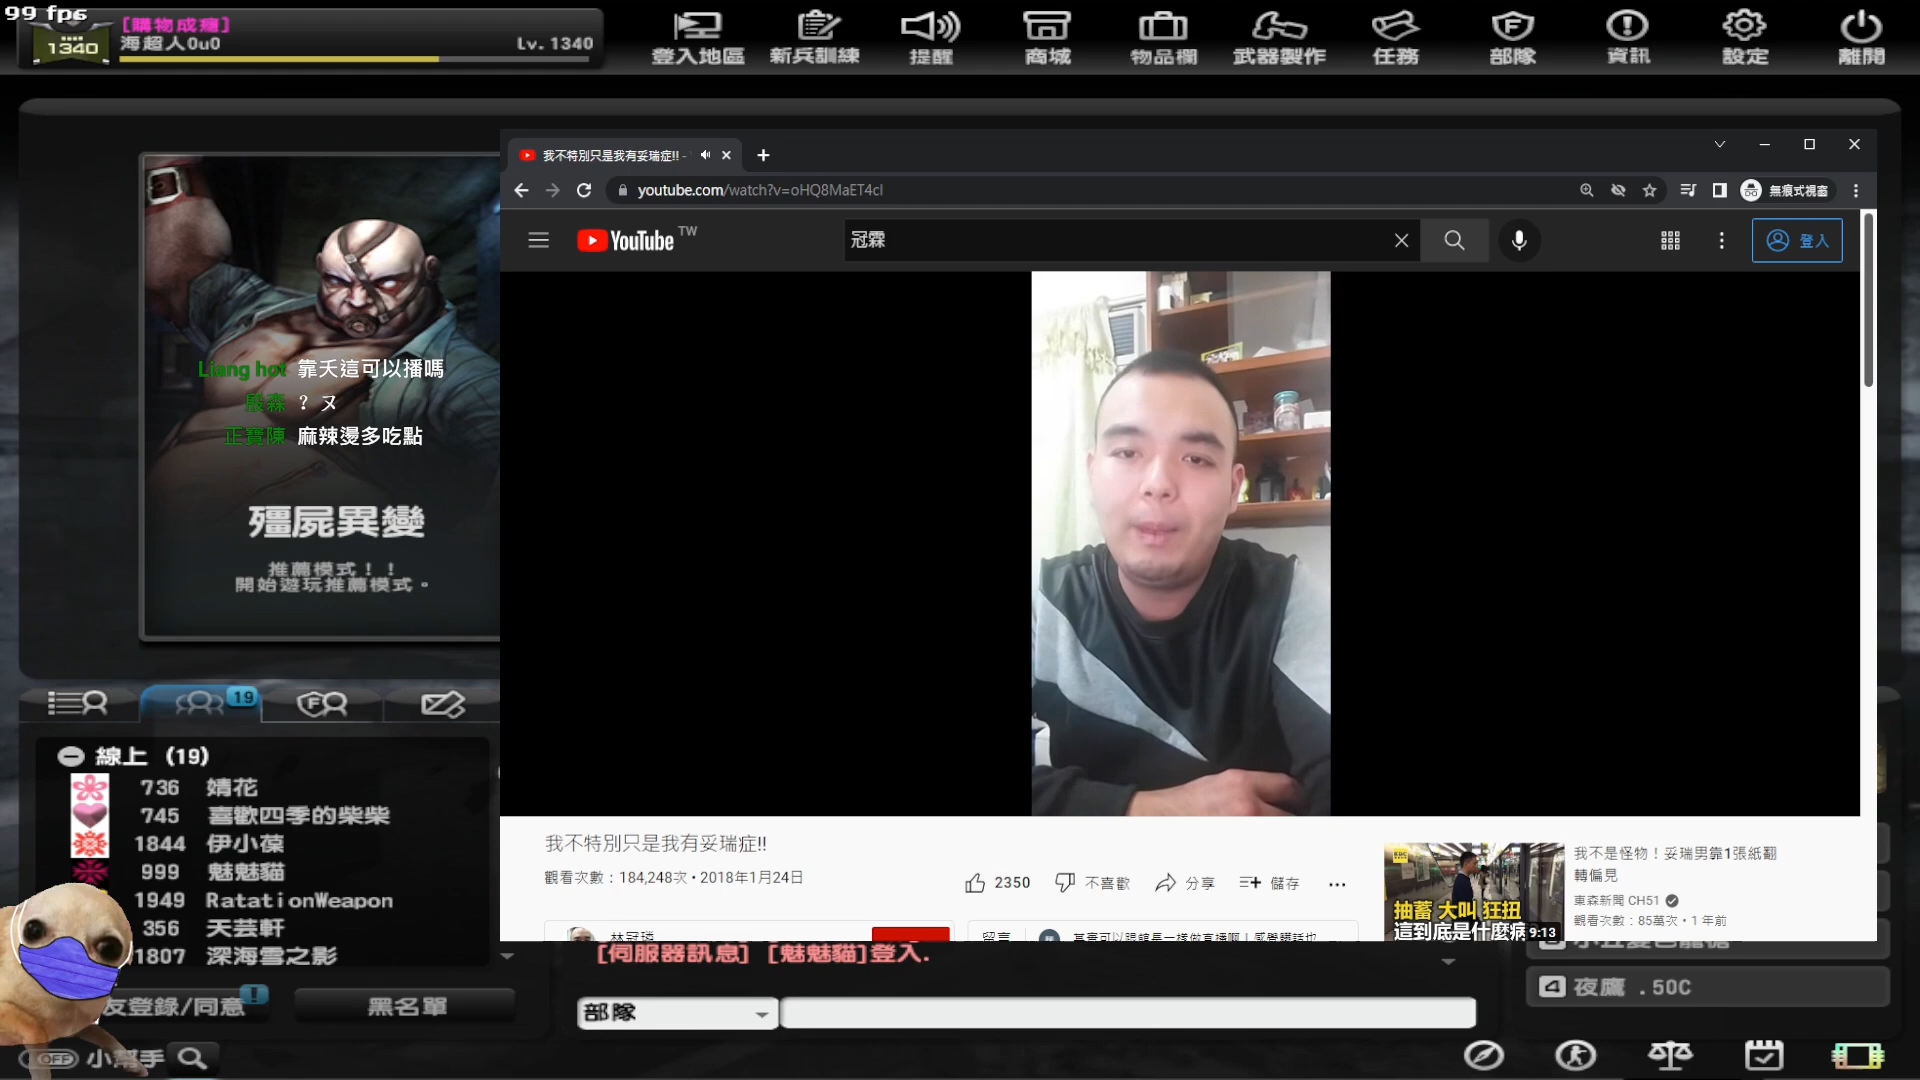 99 fps
1340
[購物成癮]
海超人0u0
Lv. 1340
登入地區
新兵訓練
提醒
商城
物品欄
武器製作
任務
部隊
資訊
設定
離開
我不特別只是我有妥瑞症!! -
youtube.com/watch?v=oHQ8MaET4cI
無痕式視窗
YouTube TW
冠霖
登入
Liang hot 靠夭這可以播嗎
殷森 ? ㄡ
正寶陳 麻辣燙多吃點
殭屍異變
推薦模式！！
開始遊玩推薦模式。
19
線上 (19)
736 婧花
745 喜歡四季的柴柴
1844 伊小葆
999 魅魅貓
1949 RatationWeapon
356 天芸軒
1807 深海雪之影
友登錄/同意
黑名單
OFF 小幫手
我不特別只是我有妥瑞症!!
觀看次數：184,248次 • 2018年1月24日
2350
不喜歡
分享
儲存
抽蓄 大叫 狂扭
這到底是什麼病
9:13
我不是怪物！妥瑞男靠1張紙翻
轉偏見
東森新聞 CH51
觀看次數：85萬次 • 1 年前
[伺服器訊息] [魅魅貓]登入.
部隊
4 夜鷹 .50C